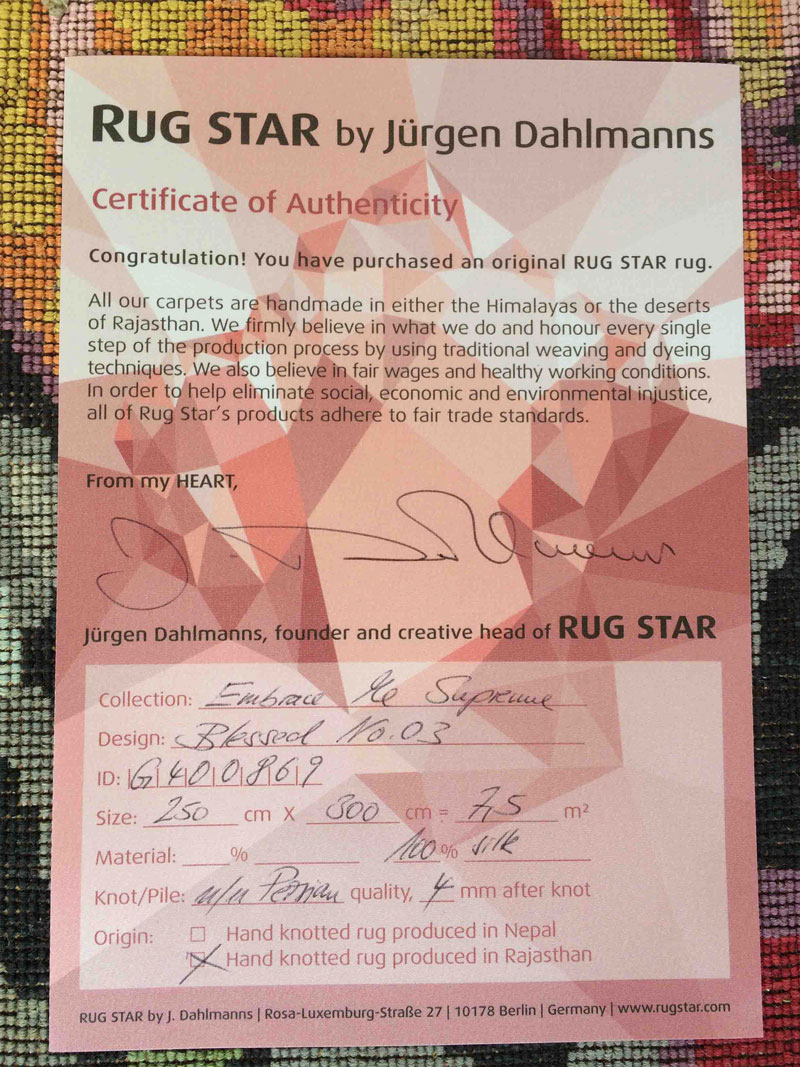 RUG STAR by Jürgen Dahlmanns
Certificate of Authenticity
Congratulation! You have purchased an original RUG STAR rug.
All our carpets are handmade in either the Himalayas or the deserts
of Rajasthan. We firmly believe in what we do and honour every single
step of the production process by using traditional weaving and dyeing
techniques. We also believe in fair wages and healthy working conditions.
In order to help eliminate social, economic and environmental injustice,
all of Rug Star's products adhere to fair trade standards.
From my HEART,
Jürgen Dahlmanns, founder and creative head of RUG STAR
Collection: Embrace Me Supreme
Design: Blessed No.03
ID: G400869
Size: 250 cm X 300 cm = 7,5 m²
Material: % 100% silk
Knot/Pile: Persian quality, 4 mm after knot
Origin: Hand knotted rug produced in Nepal
Hand knotted rug produced in Rajasthan
RUG STAR by J. Dahlmanns | Rosa-Luxemburg-Straße 27 | 10178 Berlin | Germany | www.rugstar.com